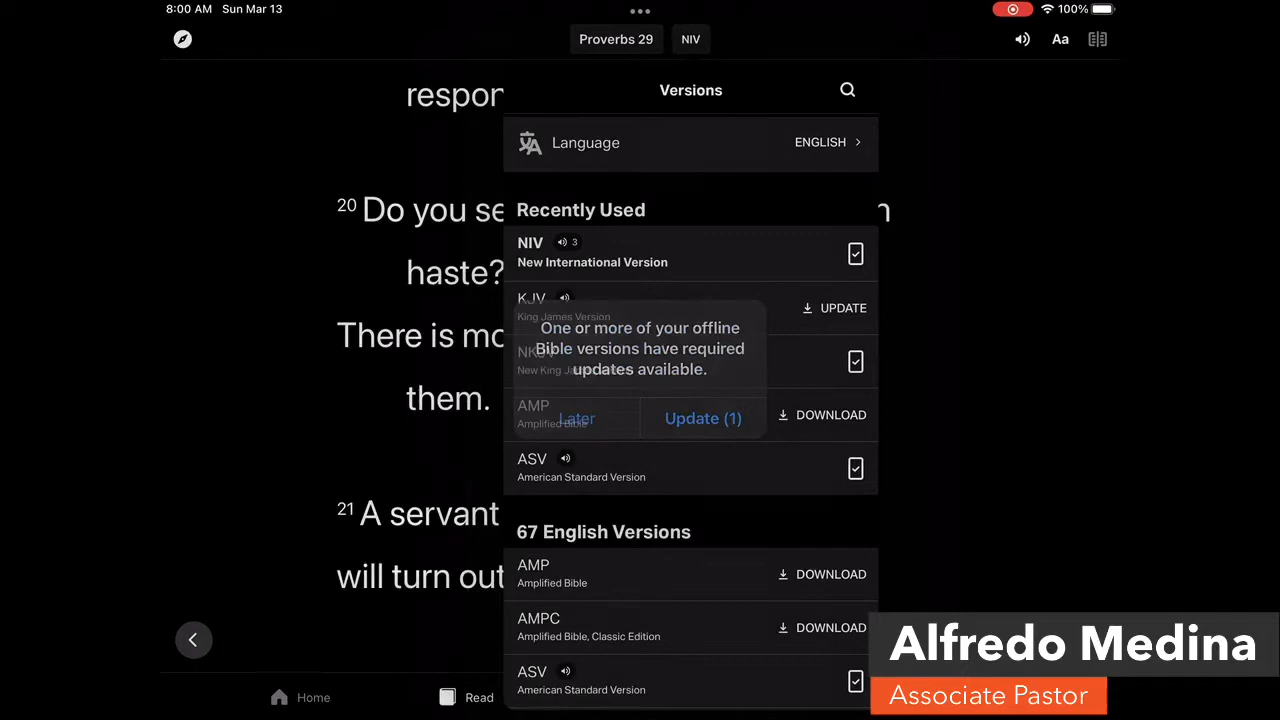 8:00 AM Sun Mar 13
100%
Proverbs 29 NIV
Aa
Versions
respon
Language ENGLISH
20 Do you se
n
haste?
There is mo
them.
21 A servant
will turn out
Recently Used
NIV 3
New International Version
KJV
King James Version
UPDATE
NKJV
New King
AMP
Amplified Bible
DOWNLOAD
ASV
American Standard Version
One or more of your offline
Bible versions have required
updates available.
Later Update (1)
67 English Versions
AMP
Amplified Bible
DOWNLOAD
AMPC
Amplified Bible, Classic Edition
DOWNLOAD
ASV
American Standard Version
Home Read
Alfredo Medina
Associate Pastor